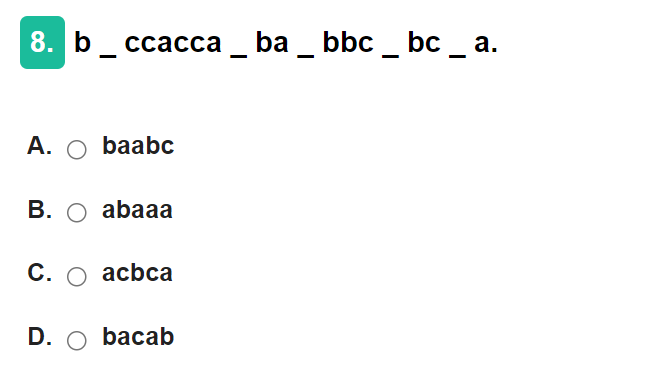 8. b _ ccacca _ ba _ bbc _ bc _ a.
A. baabc
B. abaaa
C. acbca
D. bacab